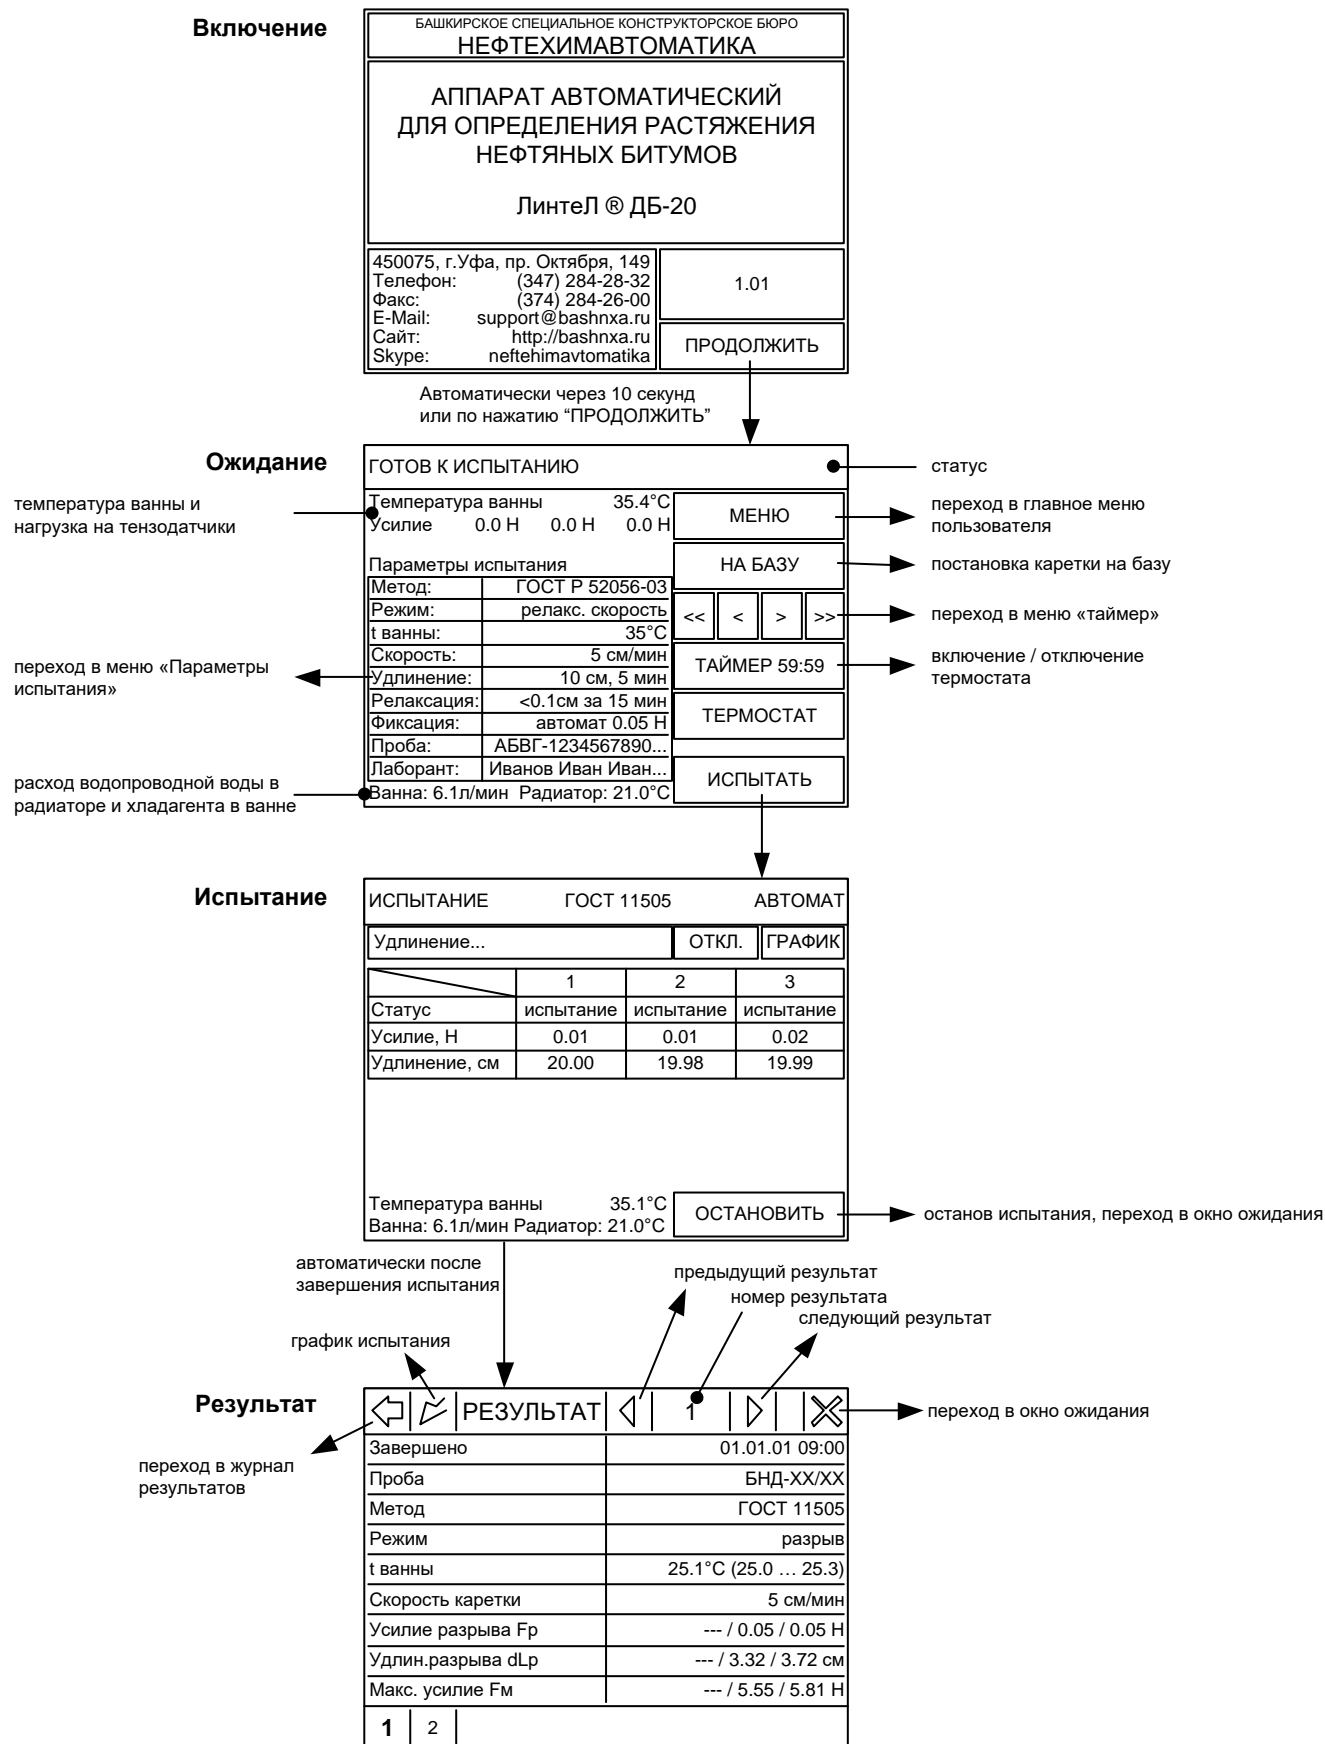 Включение
БАШКИРСКОЕ СПЕЦИАЛЬНОЕ КОНСТРУКТОРСКОЕ БЮРО
НЕФТЕХИМАВТОМАТИКА
АППАРАТ АВТОМАТИЧЕСКИЙ
ДЛЯ ОПРЕДЕЛЕНИЯ РАСТЯЖЕНИЯ
НЕФТЯНЫХ БИТУМОВ
ЛинтеЛ ® ДБ-20
450075, г.Уфа, пр. Октября, 149
Телефон: (347) 284-28-32
Факс: (374) 284-26-00
E-Mail: support@bashnxa.ru
Сайт: http://bashnxa.ru
Skype: neftehimavtomatika
1.01
ПРОДОЛЖИТЬ
Автоматически через 10 секунд
или по нажатию “ПРОДОЛЖИТЬ”
Ожидание
ГОТОВ К ИСПЫТАНИЮ
статус
температура ванны и
нагрузка на тензодатчики
Температура ванны 35.4°C
Усилие 0.0 Н 0.0 Н 0.0 Н
МЕНЮ
переход в главное меню
пользователя
Параметры испытания
НА БАЗУ
постановка каретки на базу
Метод: ГОСТ Р 52056-03
Режим: релакс. скорость
t ванны: 35°C
Скорость: 5 см/мин
Удлинение: 10 см, 5 мин
Релаксация: <0.1см за 15 мин
Фиксация: автомат 0.05 Н
Проба: АБВГ-1234567890...
Лаборант: Иванов Иван Иван...
Ванна: 6.1л/мин Радиатор: 21.0°C
<< < > >>
переход в меню «таймер»
ТАЙМЕР 59:59
включение / отключение
термостата
ТЕРМОСТАТ
ИСПЫТАТЬ
переход в меню «Параметры
испытания»
расход водопроводной воды в
радиаторе и хладагента в ванне
Испытание
ИСПЫТАНИЕ ГОСТ 11505 АВТОМАТ
Удлинение... ОТКЛ. ГРАФИК
1 2 3
Статус испытание испытание испытание
Усилие, Н 0.01 0.01 0.02
Удлинение, см 20.00 19.98 19.99
Температура ванны 35.1°C
Ванна: 6.1л/мин Радиатор: 21.0°C
ОСТАНОВИТЬ
останов испытания, переход в окно ожидания
автоматически после
завершения испытания
предыдущий результат
номер результата
следующий результат
график испытания
Результат
РЕЗУЛЬТАТ 1
переход в окно ожидания
переход в журнал
результатов
Завершено 01.01.01 09:00
Проба БНД-ХХ/ХХ
Метод ГОСТ 11505
Режим разрыв
t ванны 25.1°C (25.0 … 25.3)
Скорость каретки 5 см/мин
Усилие разрыва Fр --- / 0.05 / 0.05 Н
Удлин.разрыва dLр --- / 3.32 / 3.72 см
Макс. усилие Fм --- / 5.55 / 5.81 Н
1 2